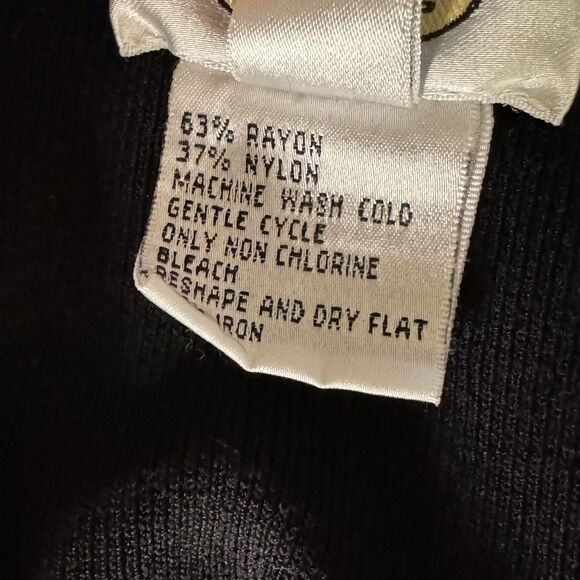 63% RAYON
37% NYLON
MACHINE WASH COLD
GENTLE CYCLE
ONLY NON CHLORINE
BLEACH
RESHAPE AND DRY FLAT
IRON